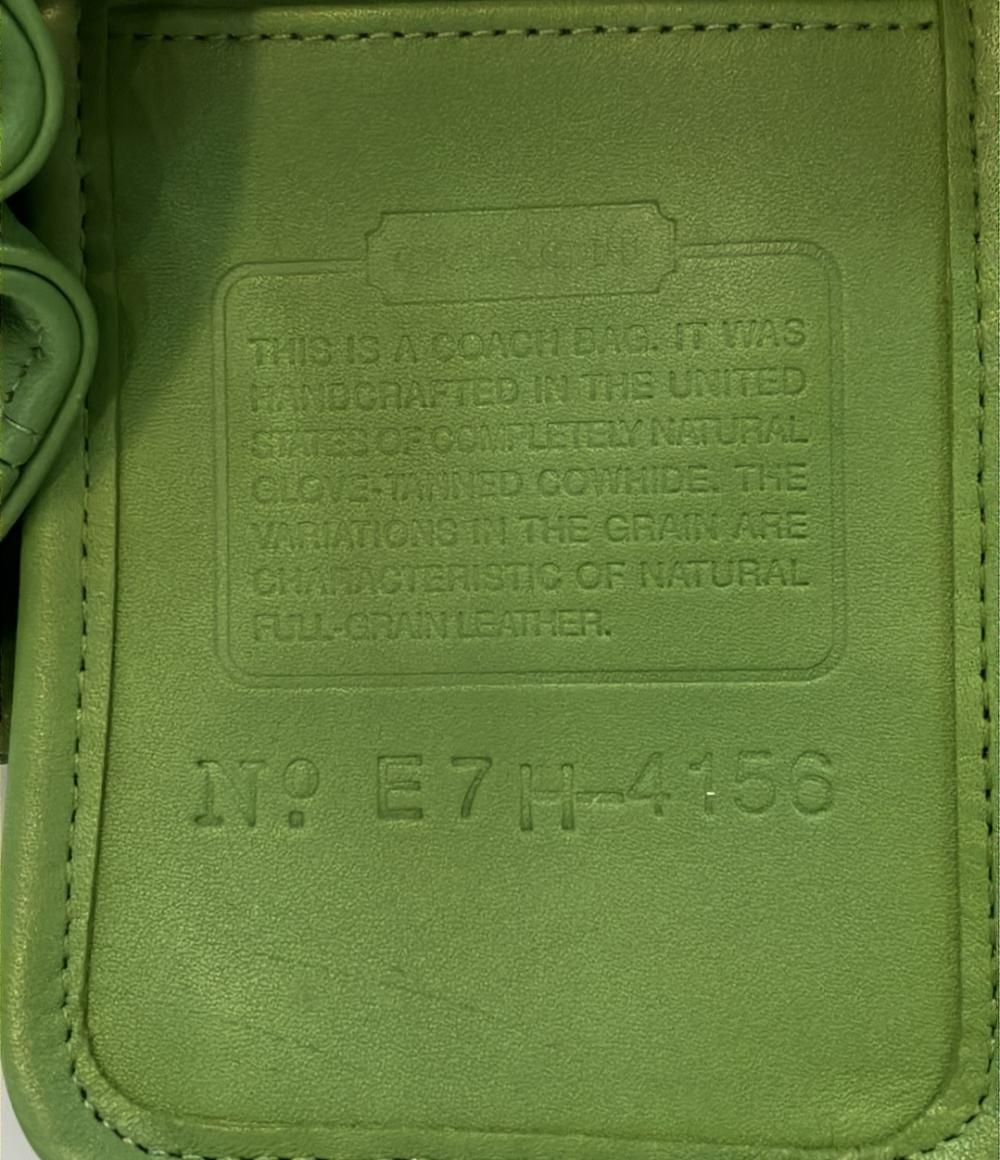 THIS IS A COACH BAG. IT WAS
HANDCRAFTED IN THE UNITED
STATES OF COMPLETELY NATURAL
GLOVE-TANNED COWHIDE. THE
VARIATIONS IN THE GRAIN ARE
CHARACTERISTIC OF NATURAL
FULL-GRAIN LEATHER.
Nº E7H-4156